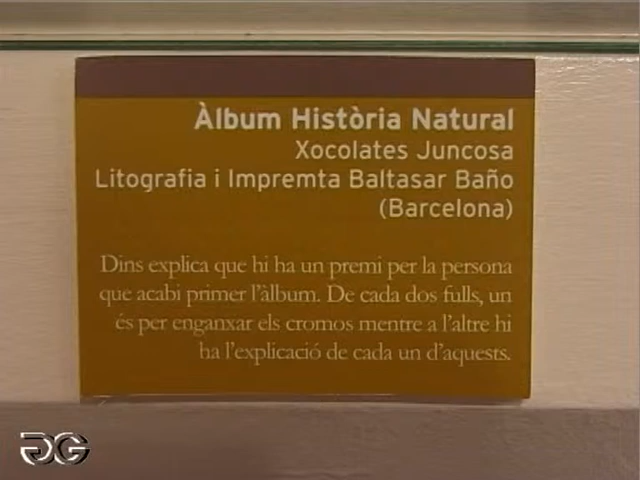 Àlbum Història Natural
Xocolates Juncosa
Litografia i Impremta Baltasar Baño
(Barcelona)
Dins explica que hi ha un premi per la persona
que acabi primer l'àlbum. De cada dos fulls, un
és per enganxar els cromos mentre a l'altre hi
ha l'explicació de cada un d'aquests.
GG